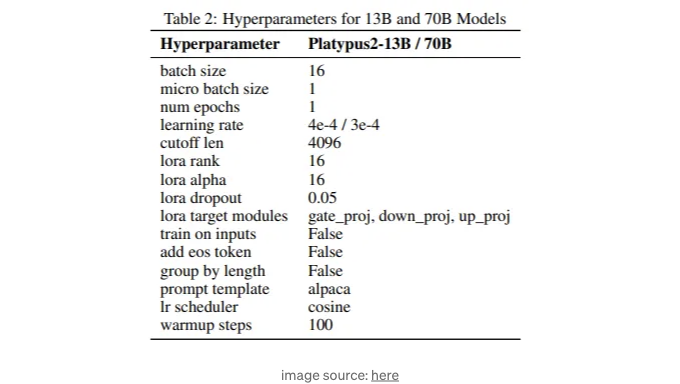 Table 2: Hyperparameters for 13B and 70B Models
Hyperparameter Platypus2-13B / 70B
batch size 16
micro batch size 1
num epochs 1
learning rate 4e-4 / 3e-4
cutoff len 4096
lora rank 16
lora alpha 16
lora dropout 0.05
lora target modules gate_proj, down_proj, up_proj
train on inputs False
add eos token False
group by length False
prompt template alpaca
lr scheduler cosine
warmup steps 100
image source: here